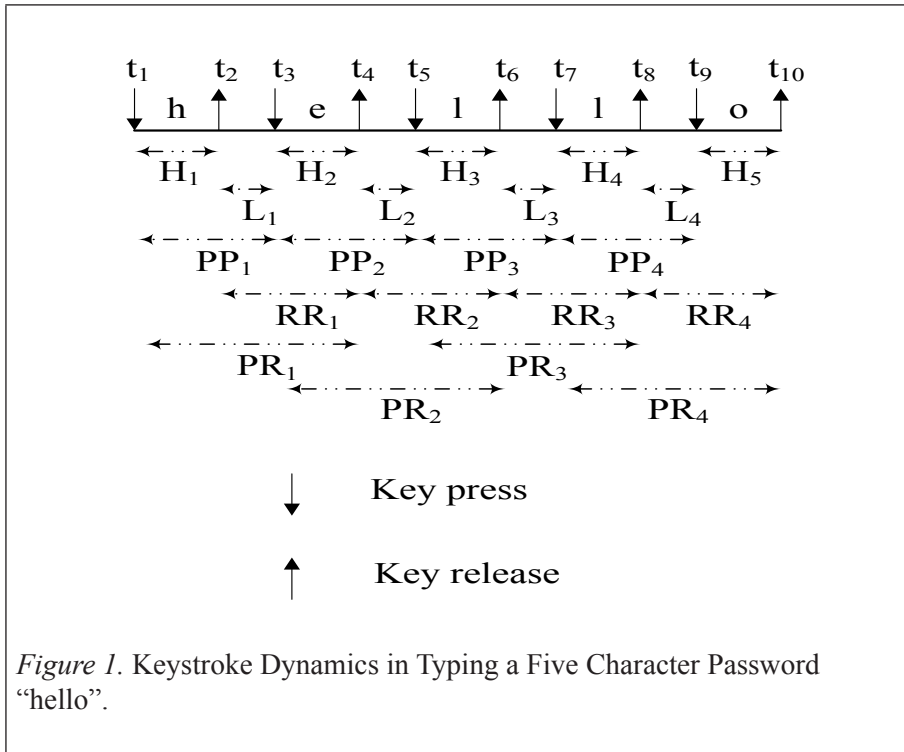 t1 t2 t3 t4 t5 t6 t7 t8 t9 t10
h e l l o
H1 H2 H3 H4 H5
L1 L2 L3 L4
PP1 PP2 PP3 PP4
RR1 RR2 RR3 RR4
PR1 PR3
PR2 PR4
Key press
Key release
Figure 1. Keystroke Dynamics in Typing a Five Character Password
“hello”.